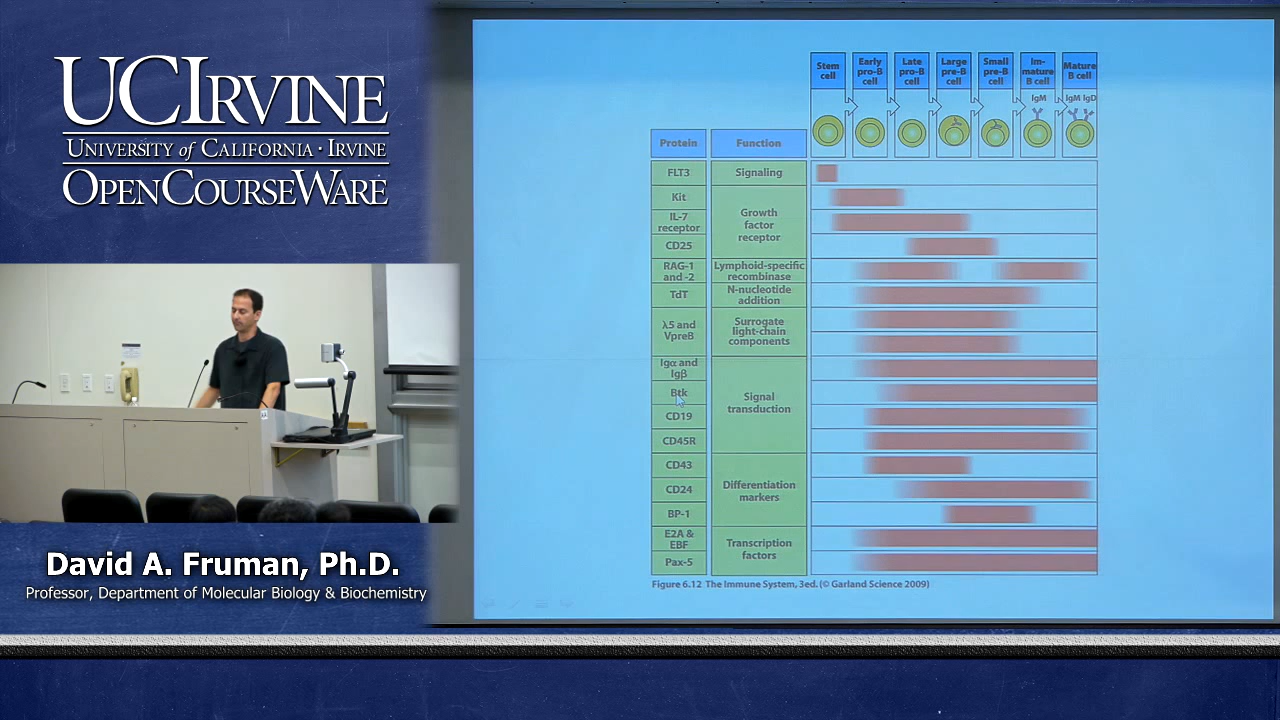 UCIRVINE
UNIVERSITY of CALIFORNIA · IRVINE
OPENCOURSEWARE
David A. Fruman, Ph.D.
Professor, Department of Molecular Biology & Biochemistry
Stem
cell
Early
pro-B
cell
Late
pro-B
cell
Large
pre-B
cell
Small
pre-B
cell
Im-
mature
B cell
Mature
B cell
IgM
IgM IgD
Protein
Function
FLT3
Signaling
Kit
IL-7
receptor
CD25
Growth
factor
receptor
RAG-1
and -2
Lymphoid-specific
recombinase
TdT
N-nucleotide
addition
λ5 and
VpreB
Surrogate
light-chain
components
Igα and
Igβ
Btk
CD19
CD45R
Signal
transduction
CD43
CD24
BP-1
Differentiation
markers
E2A &
EBF
Pax-5
Transcription
factors
Figure 6.12 The Immune System, 3ed. (© Garland Science 2009)